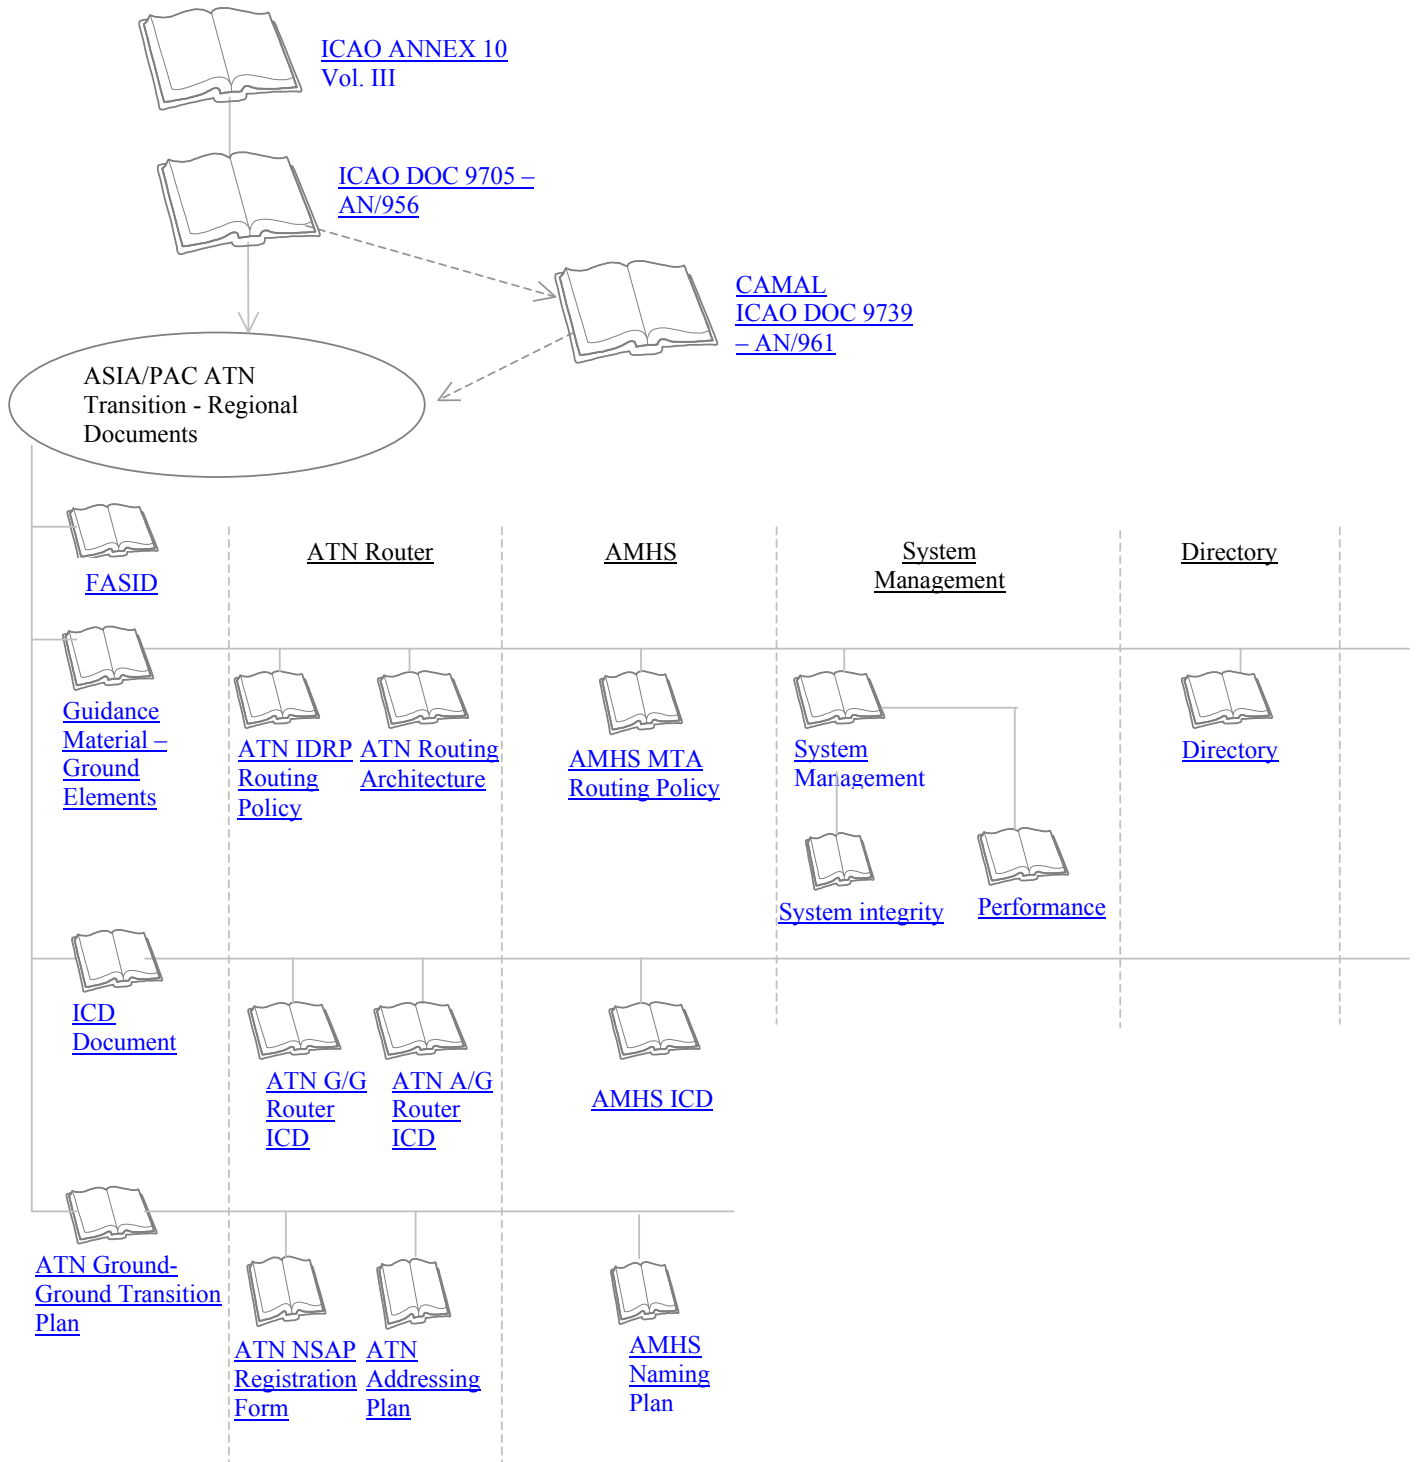 ICAO ANNEX 10
Vol. III
ICAO DOC 9705 –
AN/956
CAMAL
ICAO DOC 9739
– AN/961
ASIA/PAC ATN
Transition - Regional
Documents
FASID
ATN Router
AMHS
System
Management
Directory
Guidance
Material –
Ground
Elements
ATN IDRP
Routing
Policy
ATN Routing
Architecture
AMHS MTA
Routing Policy
System
Management
Directory
System integrity
Performance
ICD
Document
ATN G/G
Router
ICD
ATN A/G
Router
ICD
AMHS ICD
ATN Ground-
Ground Transition
Plan
ATN NSAP
Registration
Form
ATN
Addressing
Plan
AMHS
Naming
Plan